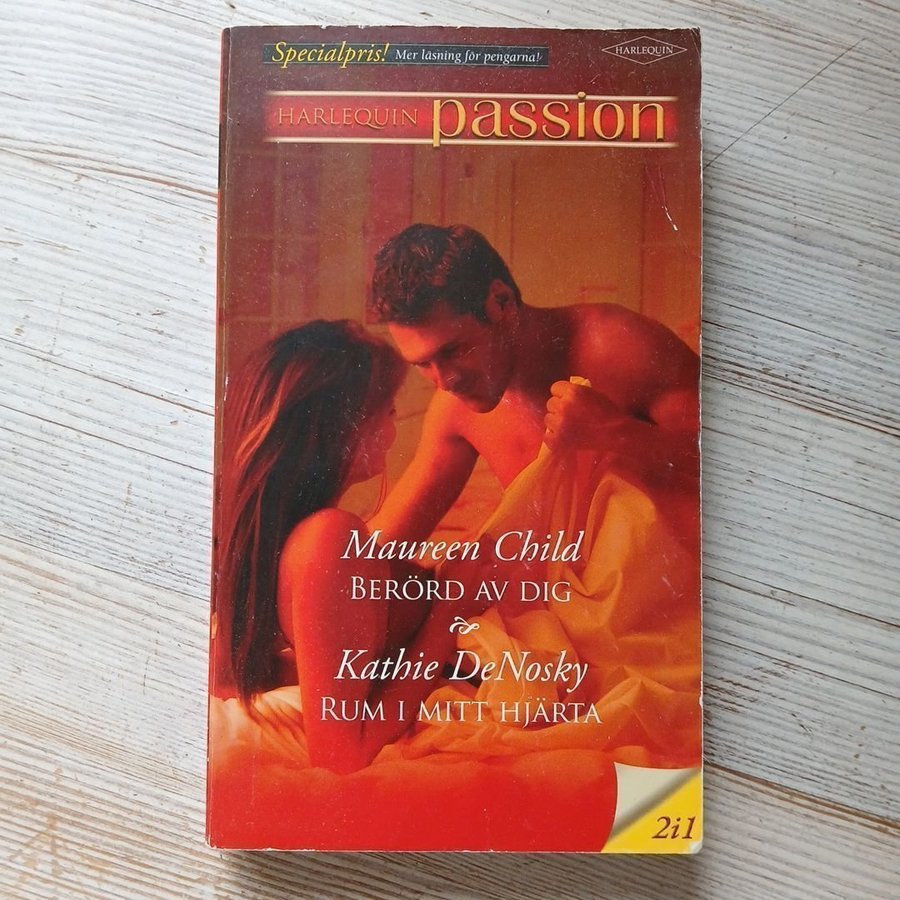 Specialpris! Mer läsning för pengarna!
HARLEQUIN
HARLEQUIN passion
Maureen Child
BERÖRD AV DIG
Kathie DeNosky
RUM I MITT HJÄRTA
2i1